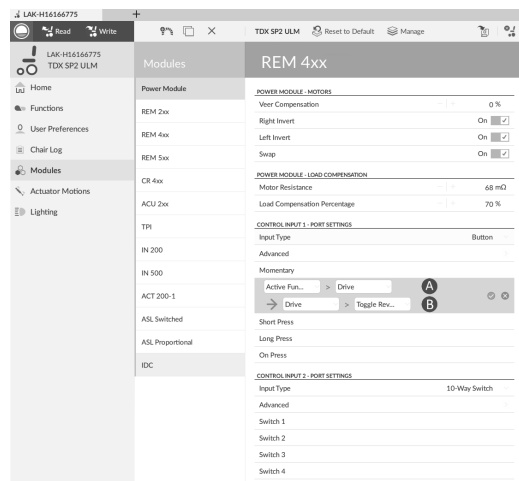 LAK-H16166775 +
Read Write TDX SP2 ULM Reset to Default Manage
LAK-H16166775
TDX SP2 ULM
Home
Functions
User Preferences
Chair Log
Modules
Actuator Motions
Lighting
Modules
Power Module
REM 2xx
REM 4xx
REM 5xx
CR 4xx
ACU 2xx
TPI
IN 200
IN 500
ACT 200-1
ASL Switched
ASL Proportional
IDC
REM 4xx
POWER MODULE - MOTORS
Veer Compensation - + 0 %
Right Invert On
Left Invert On
Swap On
POWER MODULE - LOAD COMPENSATION
Motor Resistance - + 68 mΩ
Load Compensation Percentage - + 70 %
CONTROL INPUT 1 - PORT SETTINGS
Input Type Button
Advanced
Momentary
Active Fun... > Drive A
Drive > Toggle Rev... B
Short Press
Long Press
On Press
CONTROL INPUT 2 - PORT SETTINGS
Input Type 10-Way Switch
Advanced
Switch 1
Switch 2
Switch 3
Switch 4